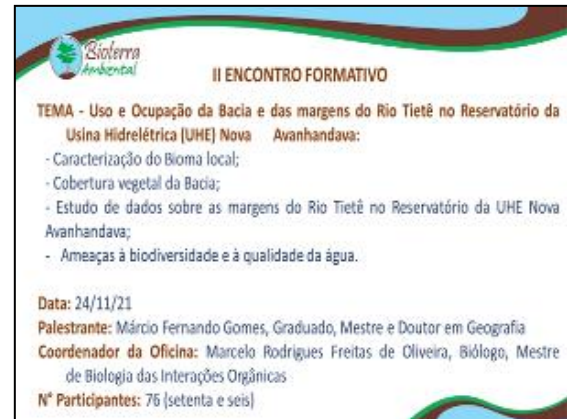 Bioterra
Ambiental
II ENCONTRO FORMATIVO
TEMA - Uso e Ocupação da Bacia e das margens do Rio Tietê no Reservatório da
Usina Hidrelétrica (UHE) Nova Avanhandava:
- Caracterização do Bioma local;
- Cobertura vegetal da Bacia;
- Estudo de dados sobre as margens do Rio Tietê no Reservatório da UHE Nova
Avanhandava;
- Ameaças à biodiversidade e à qualidade da água.
Data: 24/11/21
Palestrante: Márcio Fernando Gomes, Graduado, Mestre e Doutor em Geografia
Coordenador da Oficina: Marcelo Rodrigues Freitas de Oliveira, Biólogo, Mestre
de Biologia das Interações Orgânicas
N° Participantes: 76 (setenta e seis)